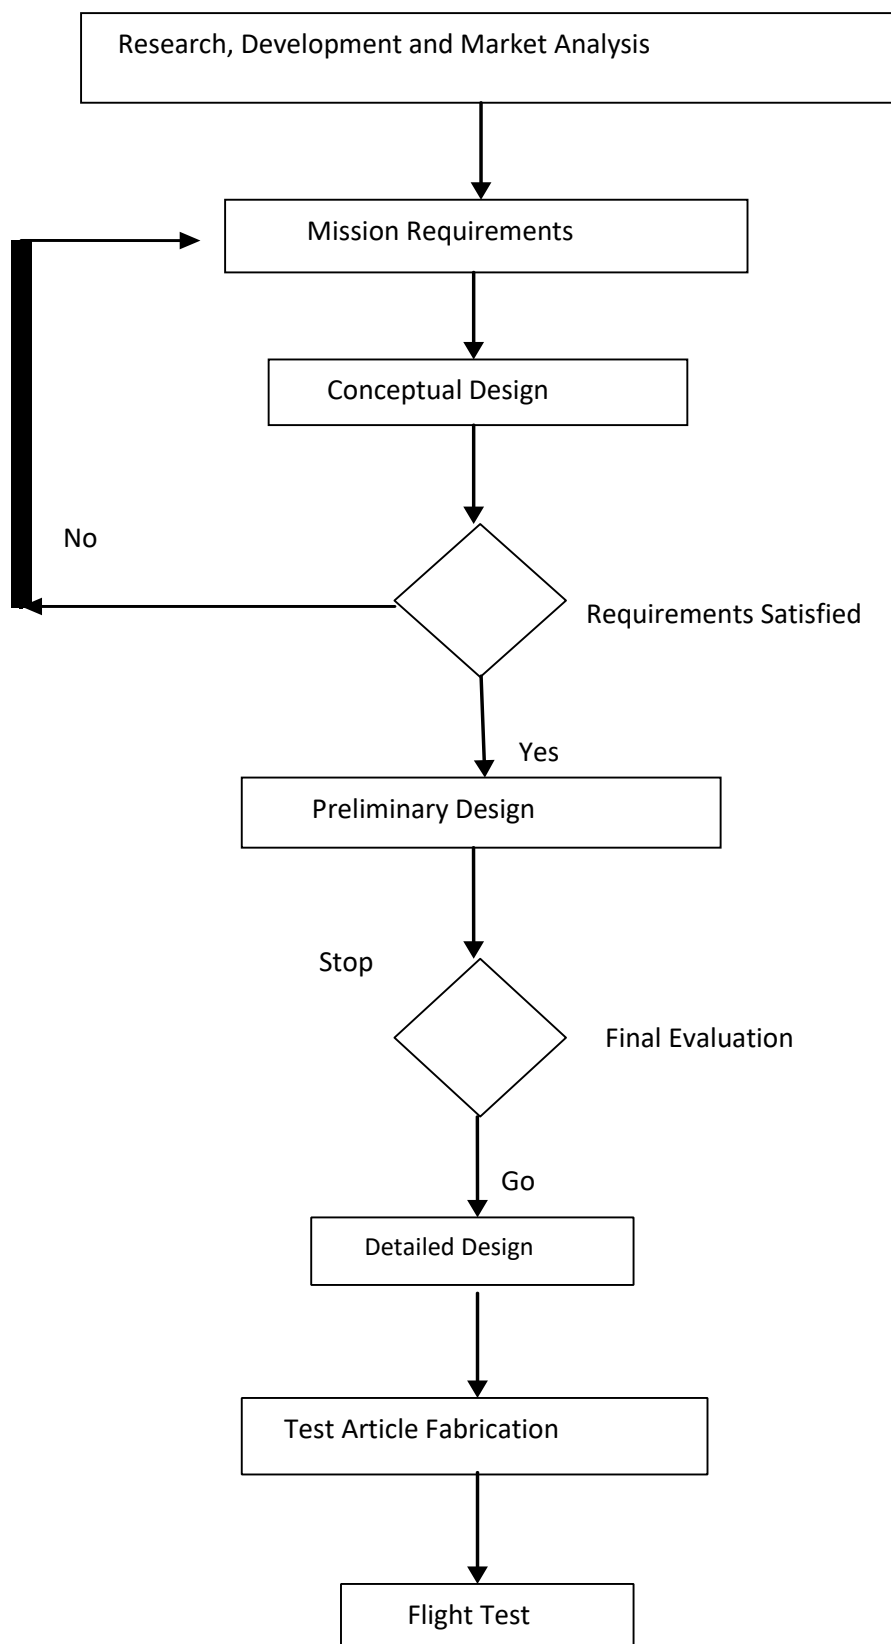 Research, Development and Market Analysis
Mission Requirements
Conceptual Design
No
Requirements Satisfied
Yes
Preliminary Design
Stop
Final Evaluation
Go
Detailed Design
Test Article Fabrication
Flight Test